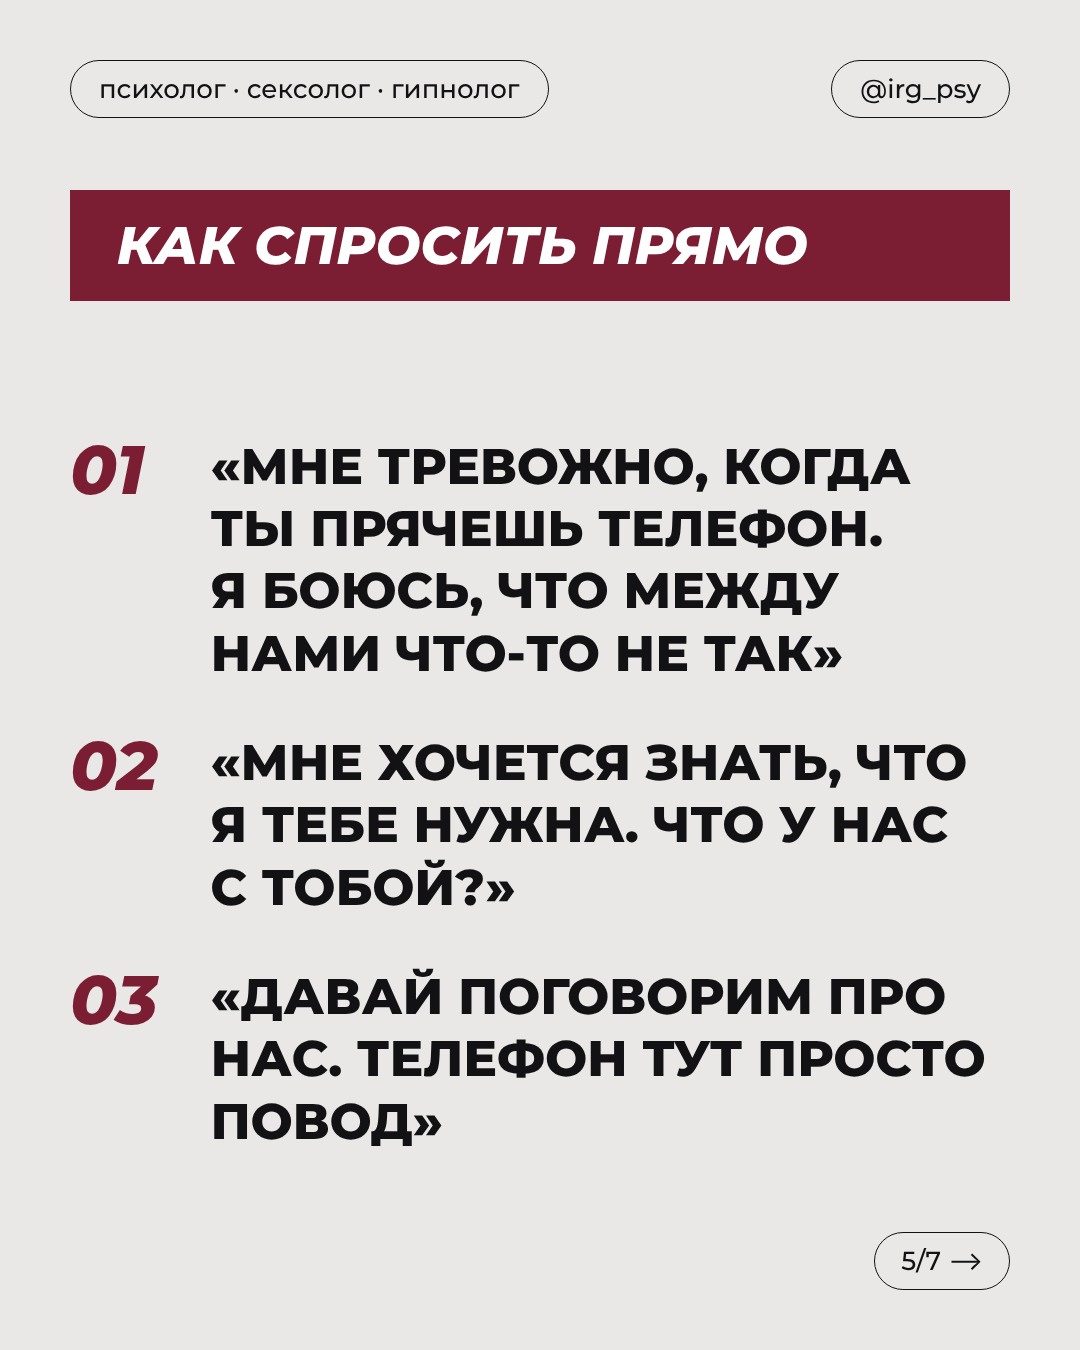 психолог · сексолог · гипнолог
@irg_psy
КАК СПРОСИТЬ ПРЯМО
01
«МНЕ ТРЕВОЖНО, КОГДА
ТЫ ПРЯЧЕШЬ ТЕЛЕФОН.
Я БОЮСЬ, ЧТО МЕЖДУ
НАМИ ЧТО-ТО НЕ ТАК»
02
«МНЕ ХОЧЕТСЯ ЗНАТЬ, ЧТО
Я ТЕБЕ НУЖНА. ЧТО У НАС
С ТОБОЙ?»
03
«ДАВАЙ ПОГОВОРИМ ПРО
НАС. ТЕЛЕФОН ТУТ ПРОСТО
ПОВОД»
5/7 →